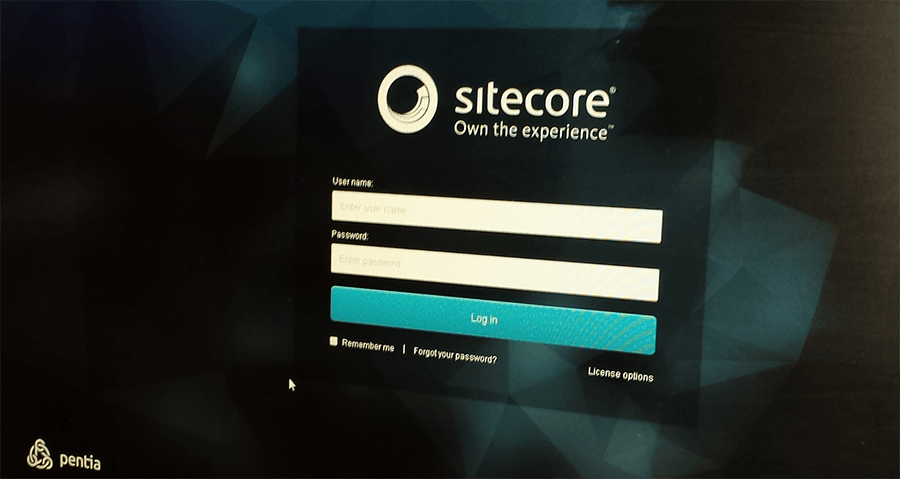 sitecore®
Own the experience™
User name:
Enter user name
Password:
Enter password
Log in
Remember me | Forgot your password?
License options
pentia